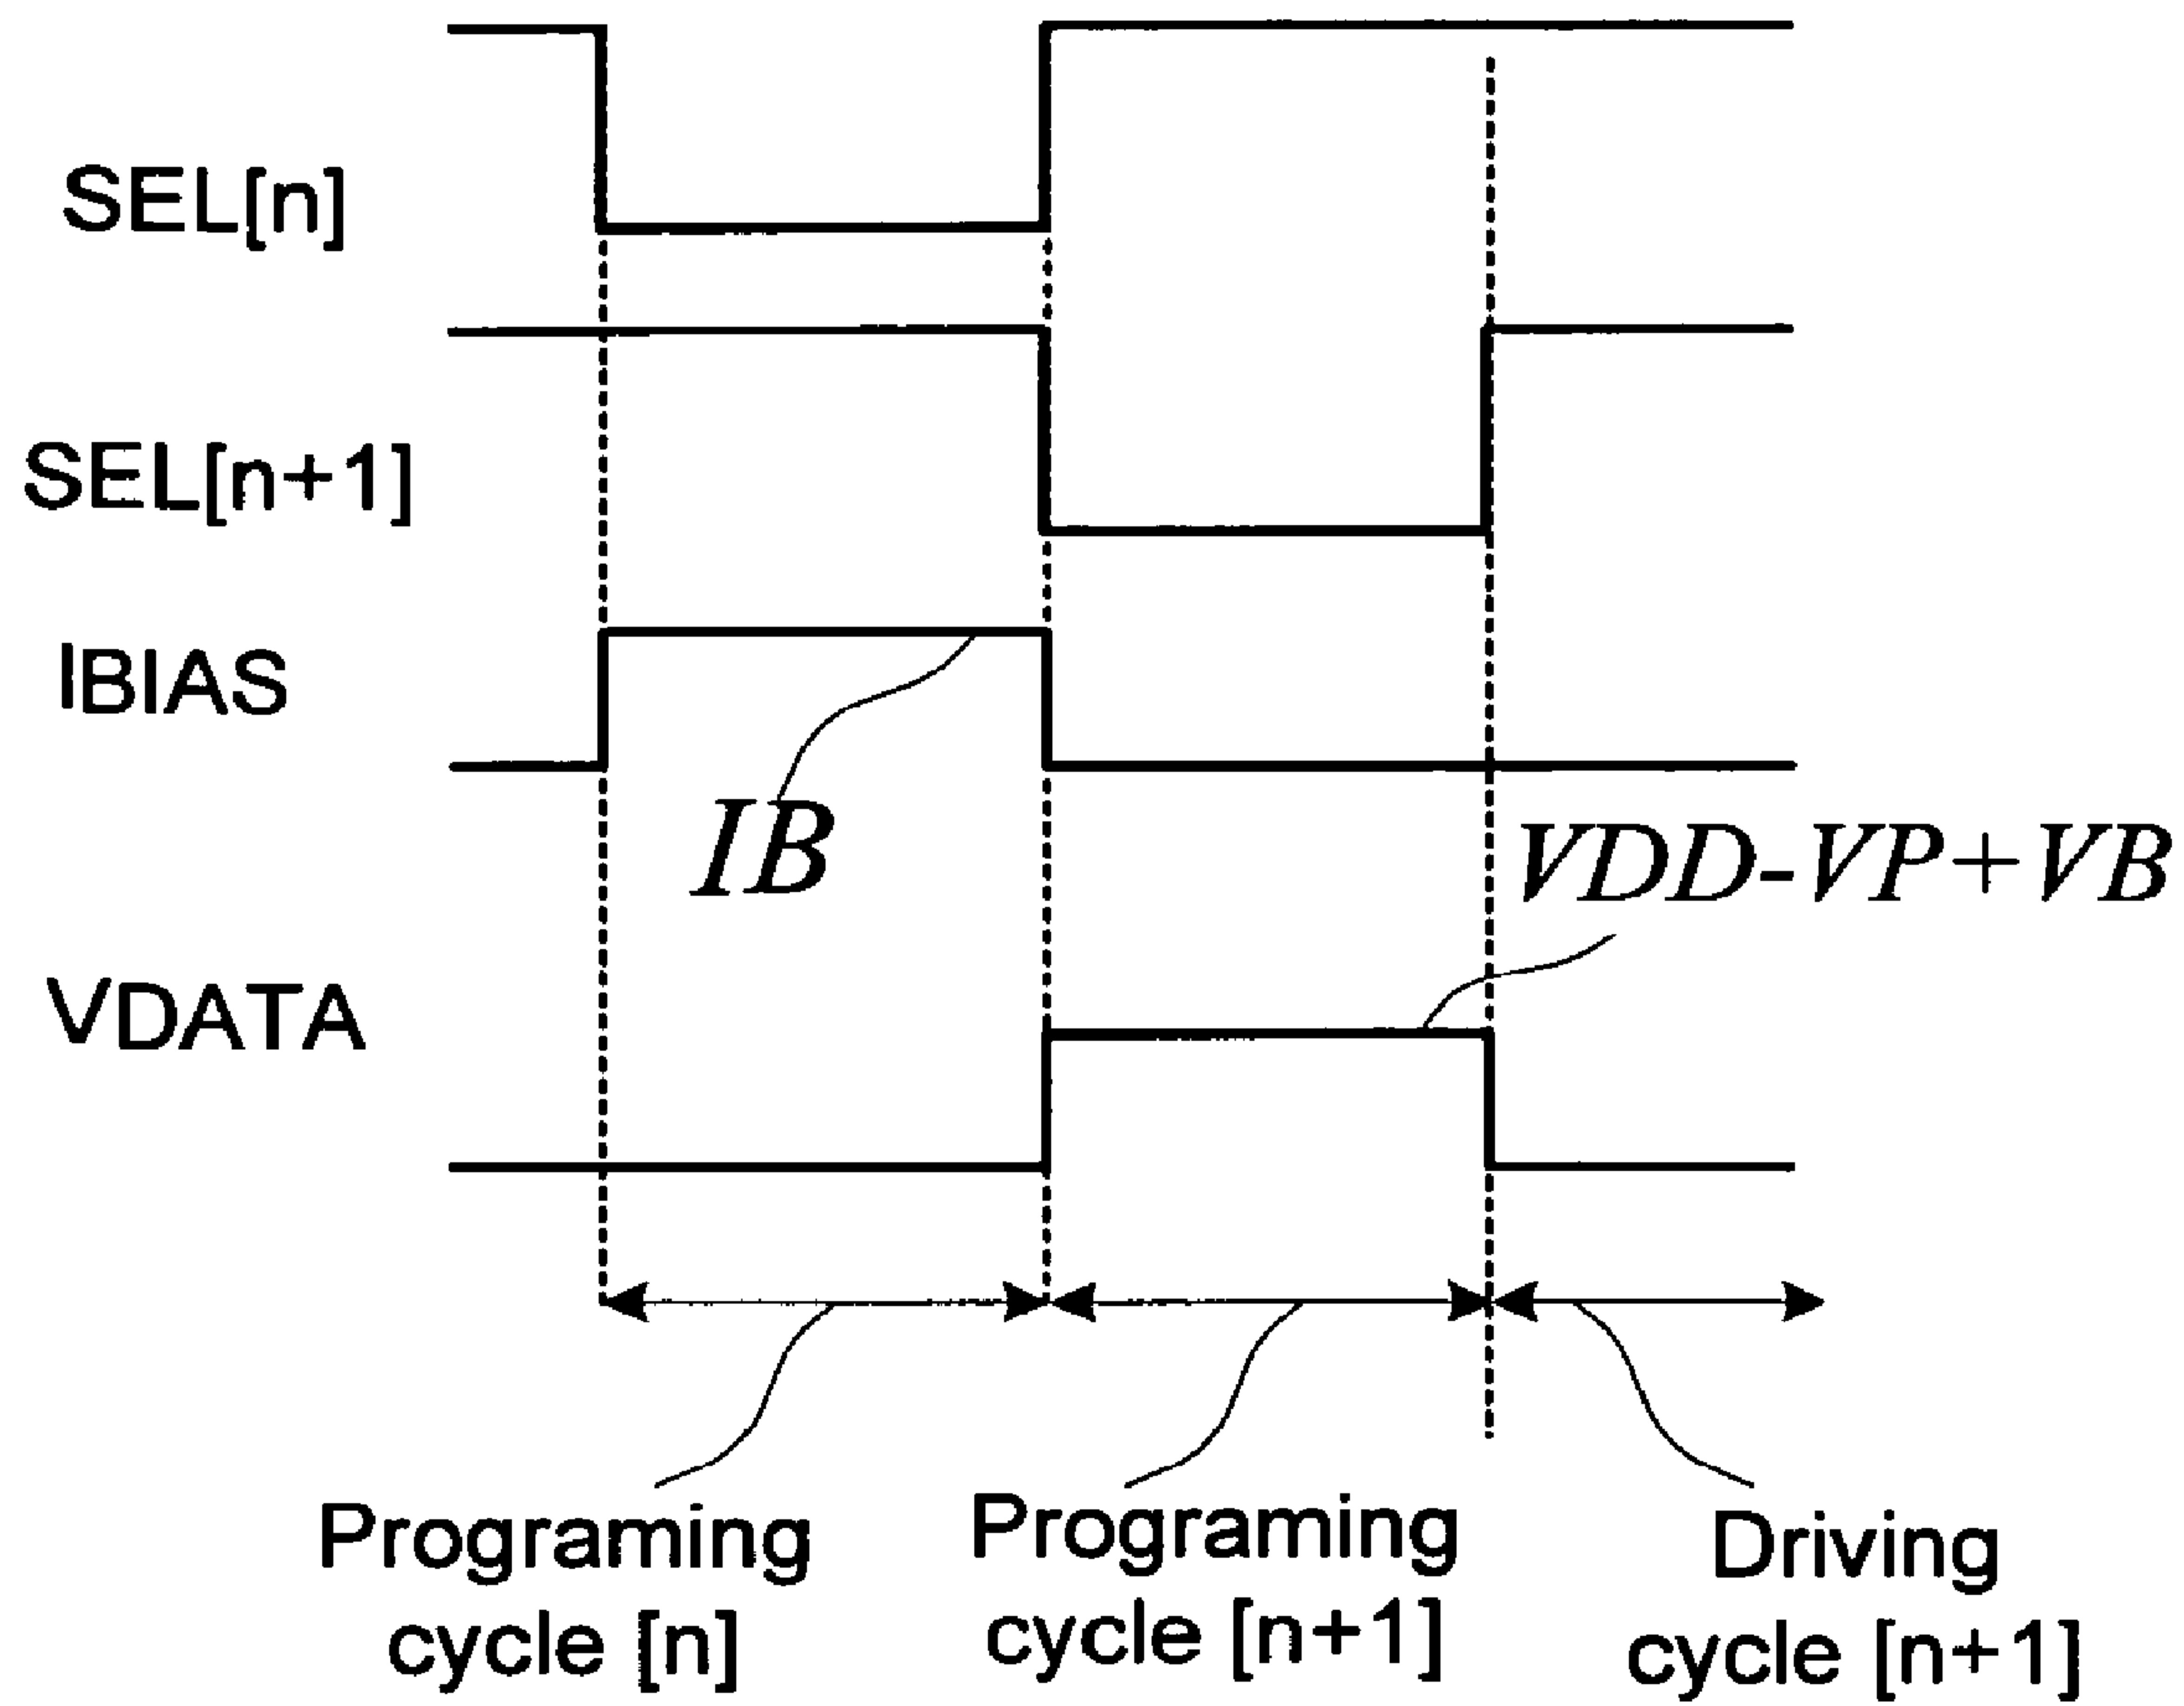 SEL[n]
SEL[n+1]
IBIAS
IB
VDD-VP+VB
VDATA
Programing
cycle [n]
Programing
cycle [n+1]
Driving
cycle [n+1]